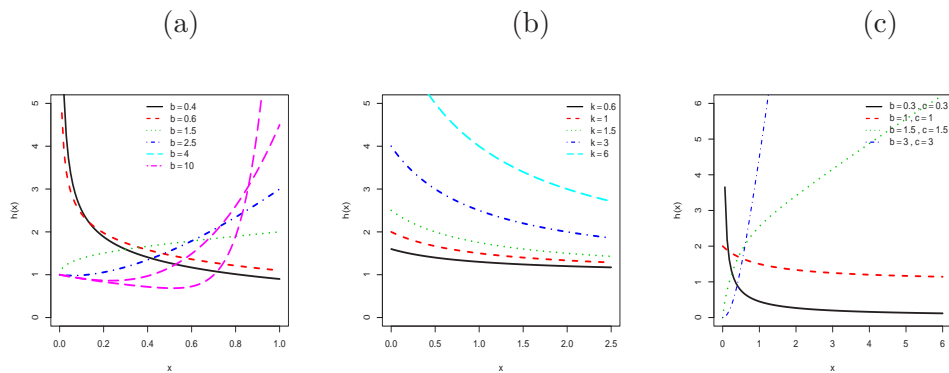 (a)
(b)
(c)
b = 0.4
b = 0.6
b = 1.5
b = 2.5
b = 4
b = 10
h(x)
5
4
3
2
1
0
0.0 0.2 0.4 0.6 0.8 1.0
x
k = 0.6
k = 1
k = 1.5
k = 3
k = 6
h(x)
5
4
3
2
1
0
0.0 0.5 1.0 1.5 2.0 2.5
x
b = 0.3 , c = 0.3
b = 1 , c = 1
b = 1.5 , c = 1.5
b = 3 , c = 3
h(x)
5
4
3
2
1
0
0 1 2 3 4 5 6
x